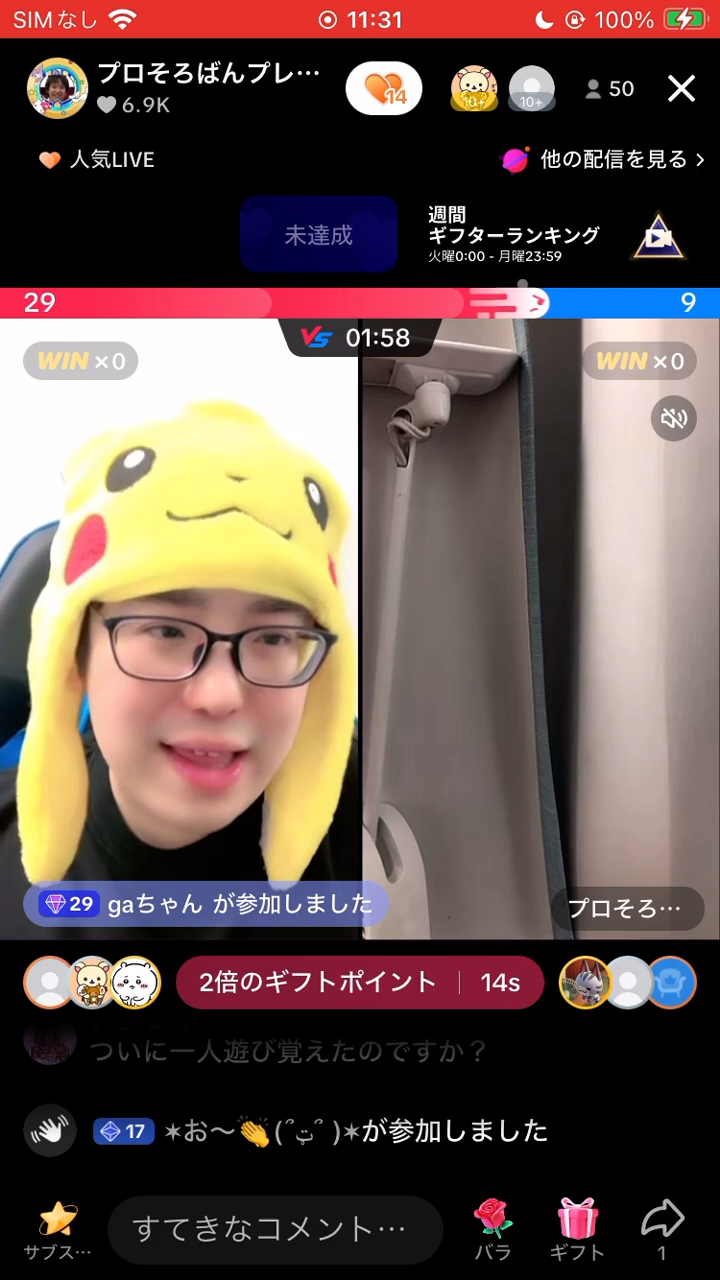 SIMなし 11:31 100%
プロそろばんプレ…
6.9K
14
10+
10+
50
人気LIVE
他の配信を見る
未達成
週間
ギフターランキング
火曜0:00 - 月曜23:59
29
9
VS 01:58
WIN ×0
WIN ×0
29 gaちゃん が参加しました
プロそろ…
2倍のギフトポイント 14s
ついに一人遊び覚えたのですか？
17 ✶お〜👏( ˘͈ ᵕ ˘͈ )✶が参加しました
すてきなコメント…
サブス…
バラ
ギフト
1